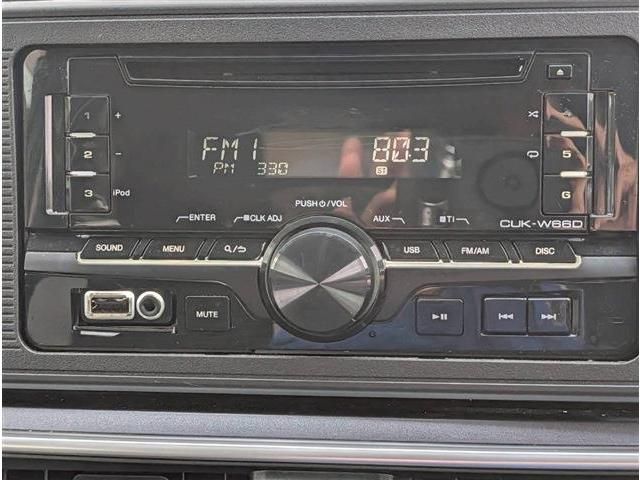 1 +
2 -
3 iPod
FM1 80.3
PM 3:30 ST
4
5
6
PUSH /VOL
ENTER CLK ADJ AUX TI
CUK-W66D
SOUND MENU USB FM/AM DISC
MUTE